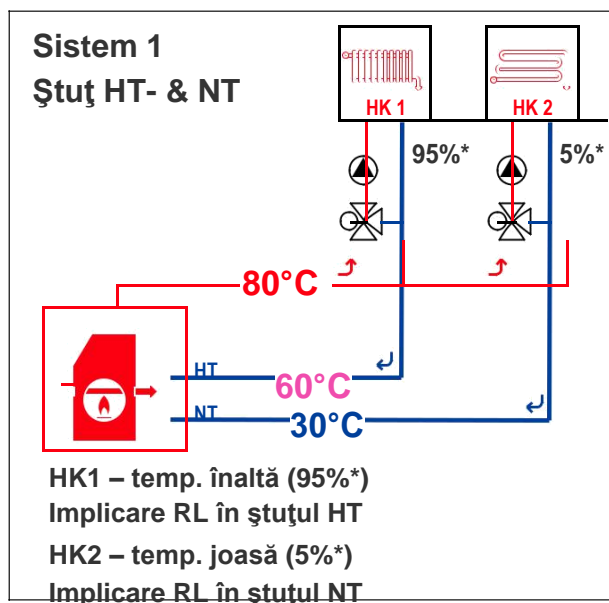 Sistem 1
Ştuţ HT- & NT
HK 1
HK 2
95%*
5%*
80°C
HT
60°C
NT
30°C
HK1 – temp. înaltă (95%*)
Implicare RL în ştuţul HT
HK2 – temp. joasă (5%*)
Implicare RL în ştuţul NT